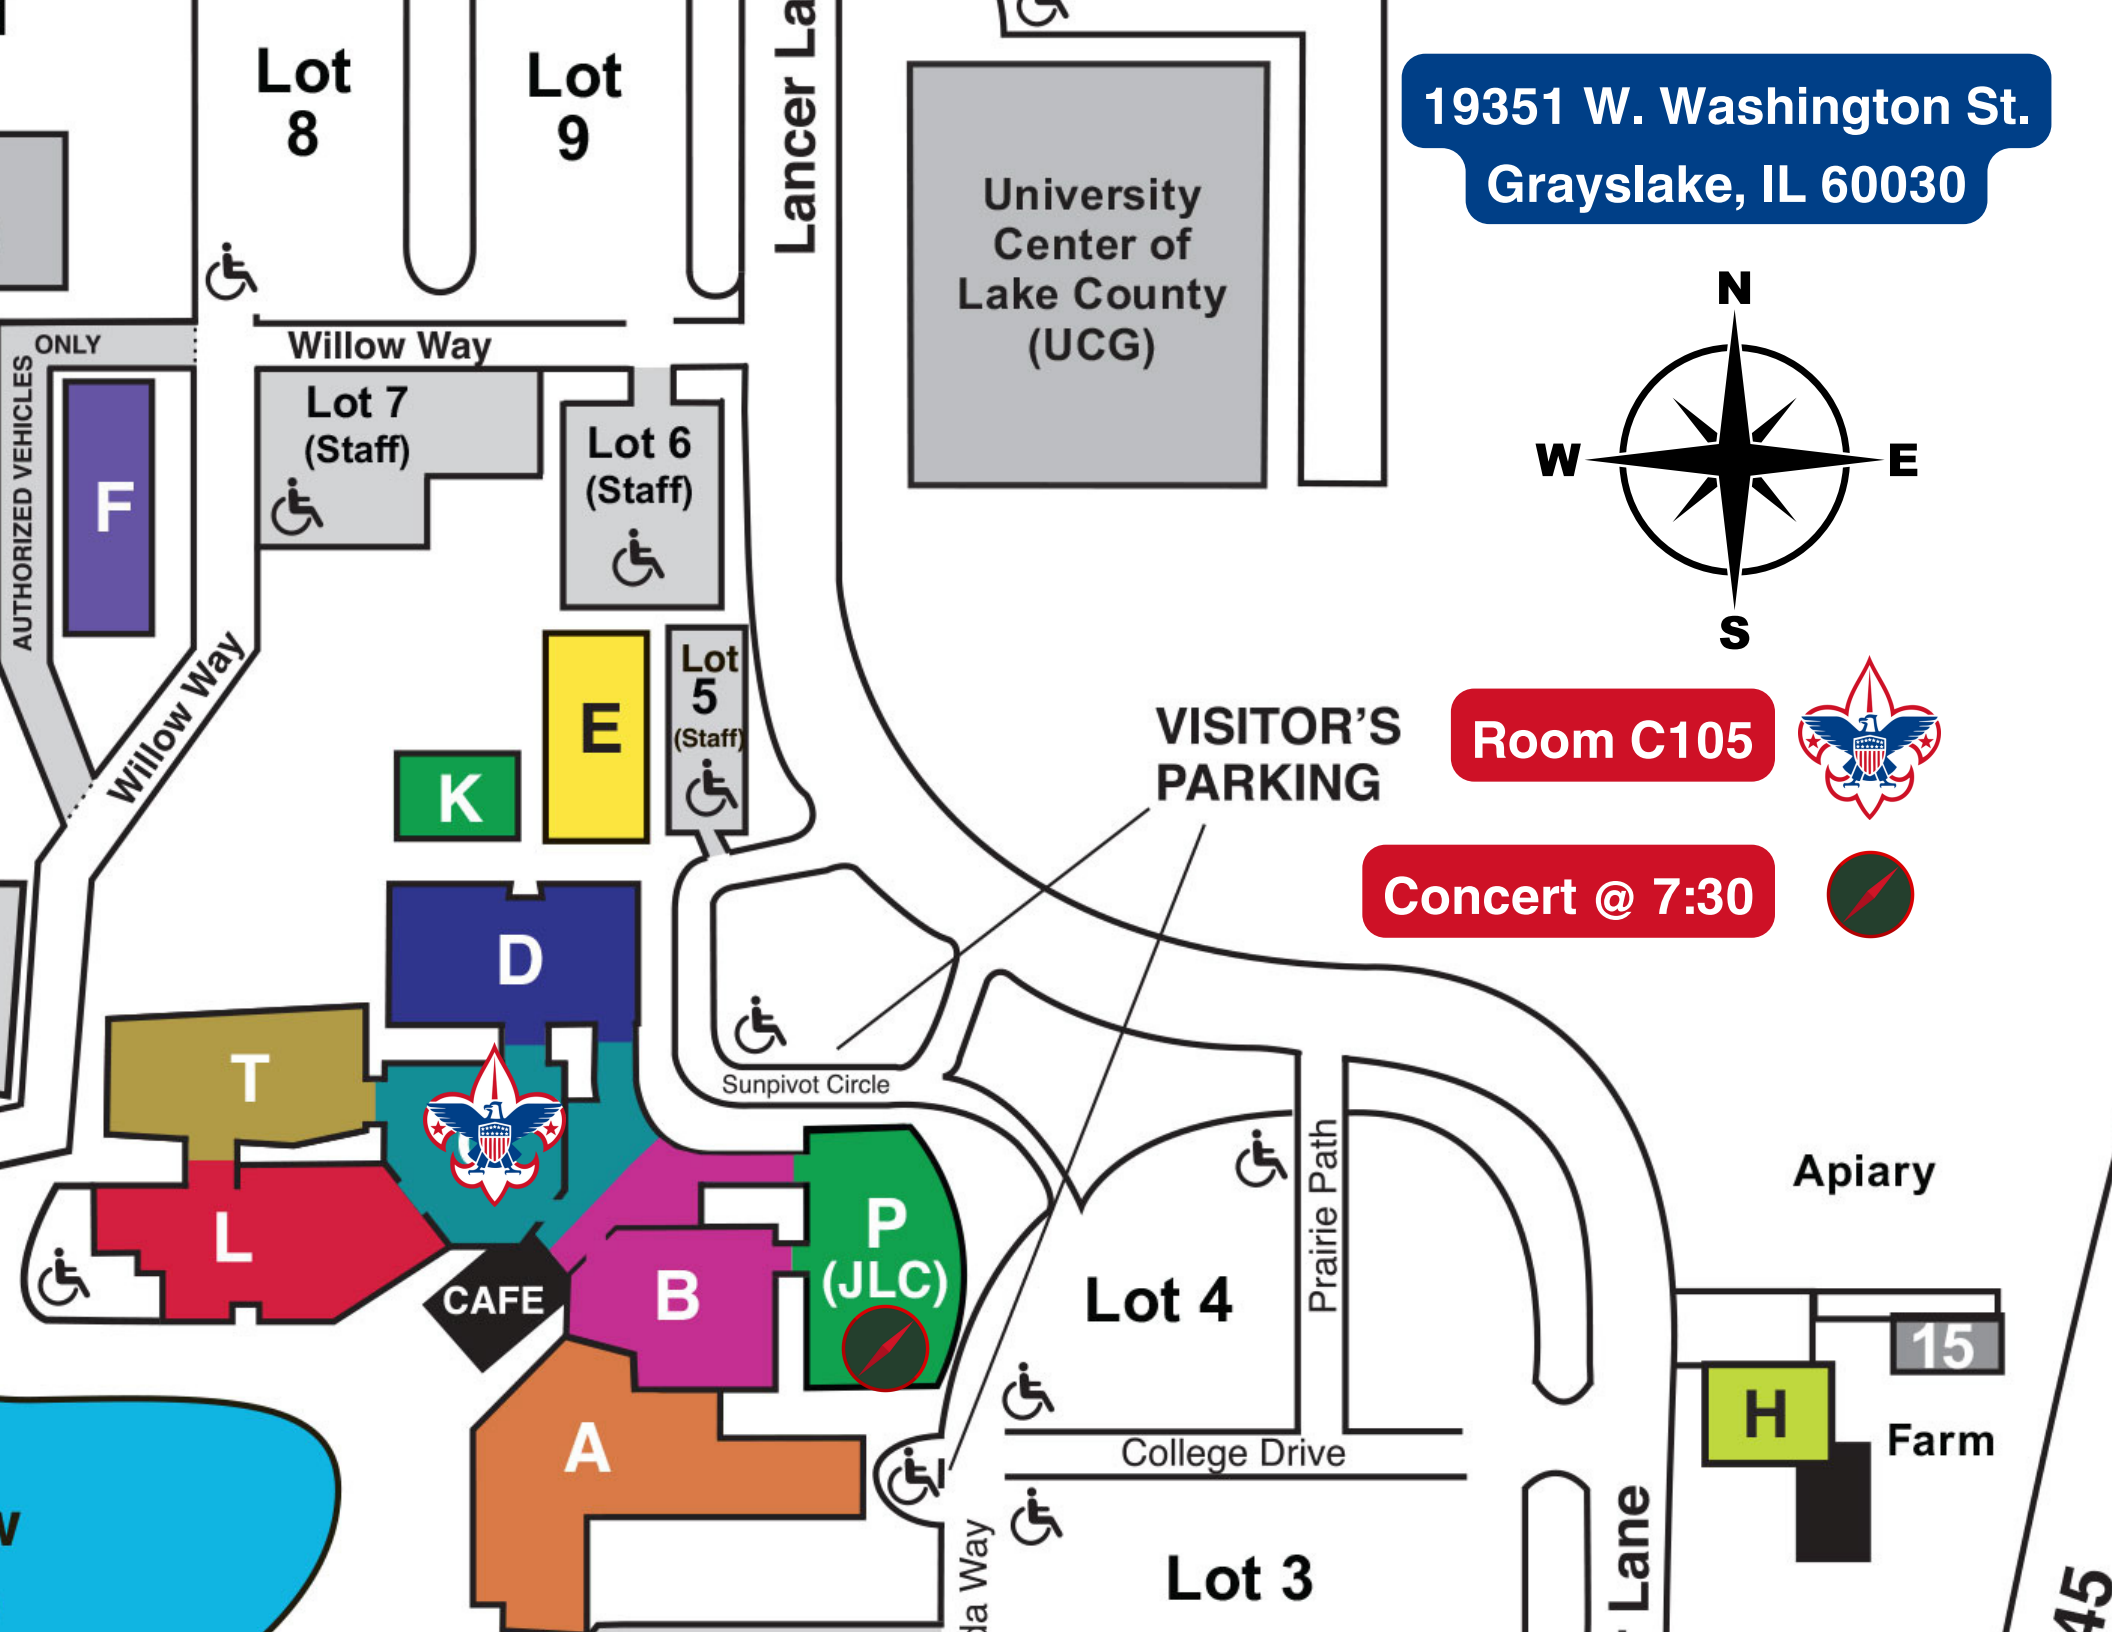 Lot
8
Lot
9
Lancer La
University
Center of
Lake County
(UCG)
19351 W. Washington St.
Grayslake, IL 60030
N
W
E
S
ONLY
AUTHORIZED VEHICLES
Willow Way
Lot 7
(Staff)
Lot 6
(Staff)
F
Willow Way
E
Lot
5
(Staff)
K
VISITOR'S
PARKING
Room C105
Concert @ 7:30
D
T
Sunpivot Circle
L
CAFE
B
P
(JLC)
A
Lot 4
Prairie Path
College Drive
Apiary
15
H
Farm
da Way
Lot 3
Lane
45